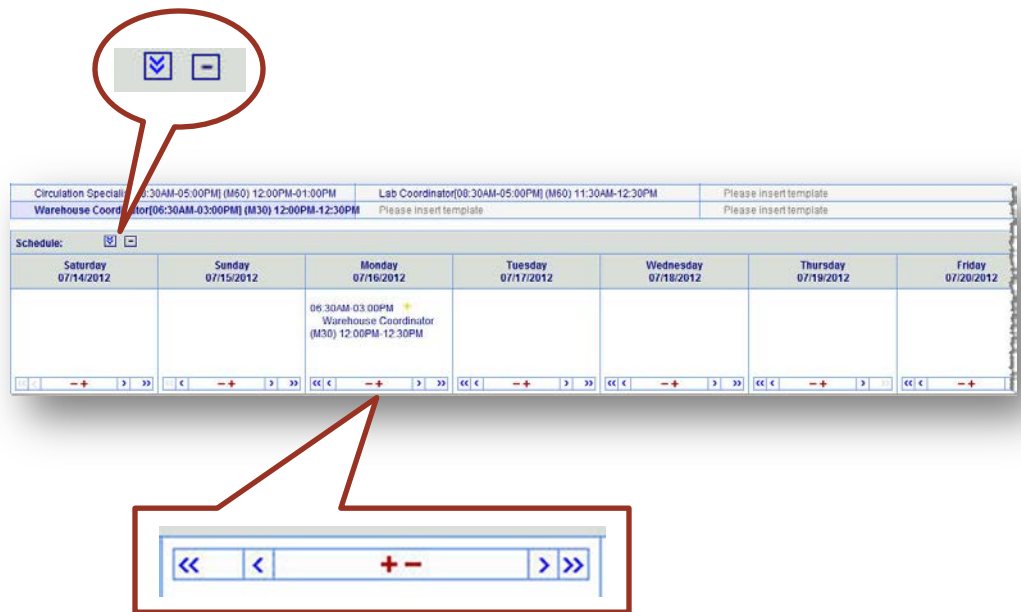 Circulation Speciali :30AM-05:00PM] (M60) 12:00PM-01:00PM Lab Coordinator[08:30AM-05:00PM] (M60) 11:30AM-12:30PM Please insert template
Warehouse Coord ator[06:30AM-03:00PM] (M30) 12:00PM-12:30PM Please insert template Please insert template
Schedule:
Saturday Sunday Monday Tuesday Wednesday Thursday Friday
07/14/2012 07/15/2012 07/16/2012 07/17/2012 07/18/2012 07/19/2012 07/20/2012
06:30AM-03:00PM
Warehouse Coordinator
(M30) 12:00PM-12:30PM
<< < - + > >> << < - + > >> << < - + > >> << < - + > >> << < - + > >> << < - + > >> << < - +
<< < + - > >>